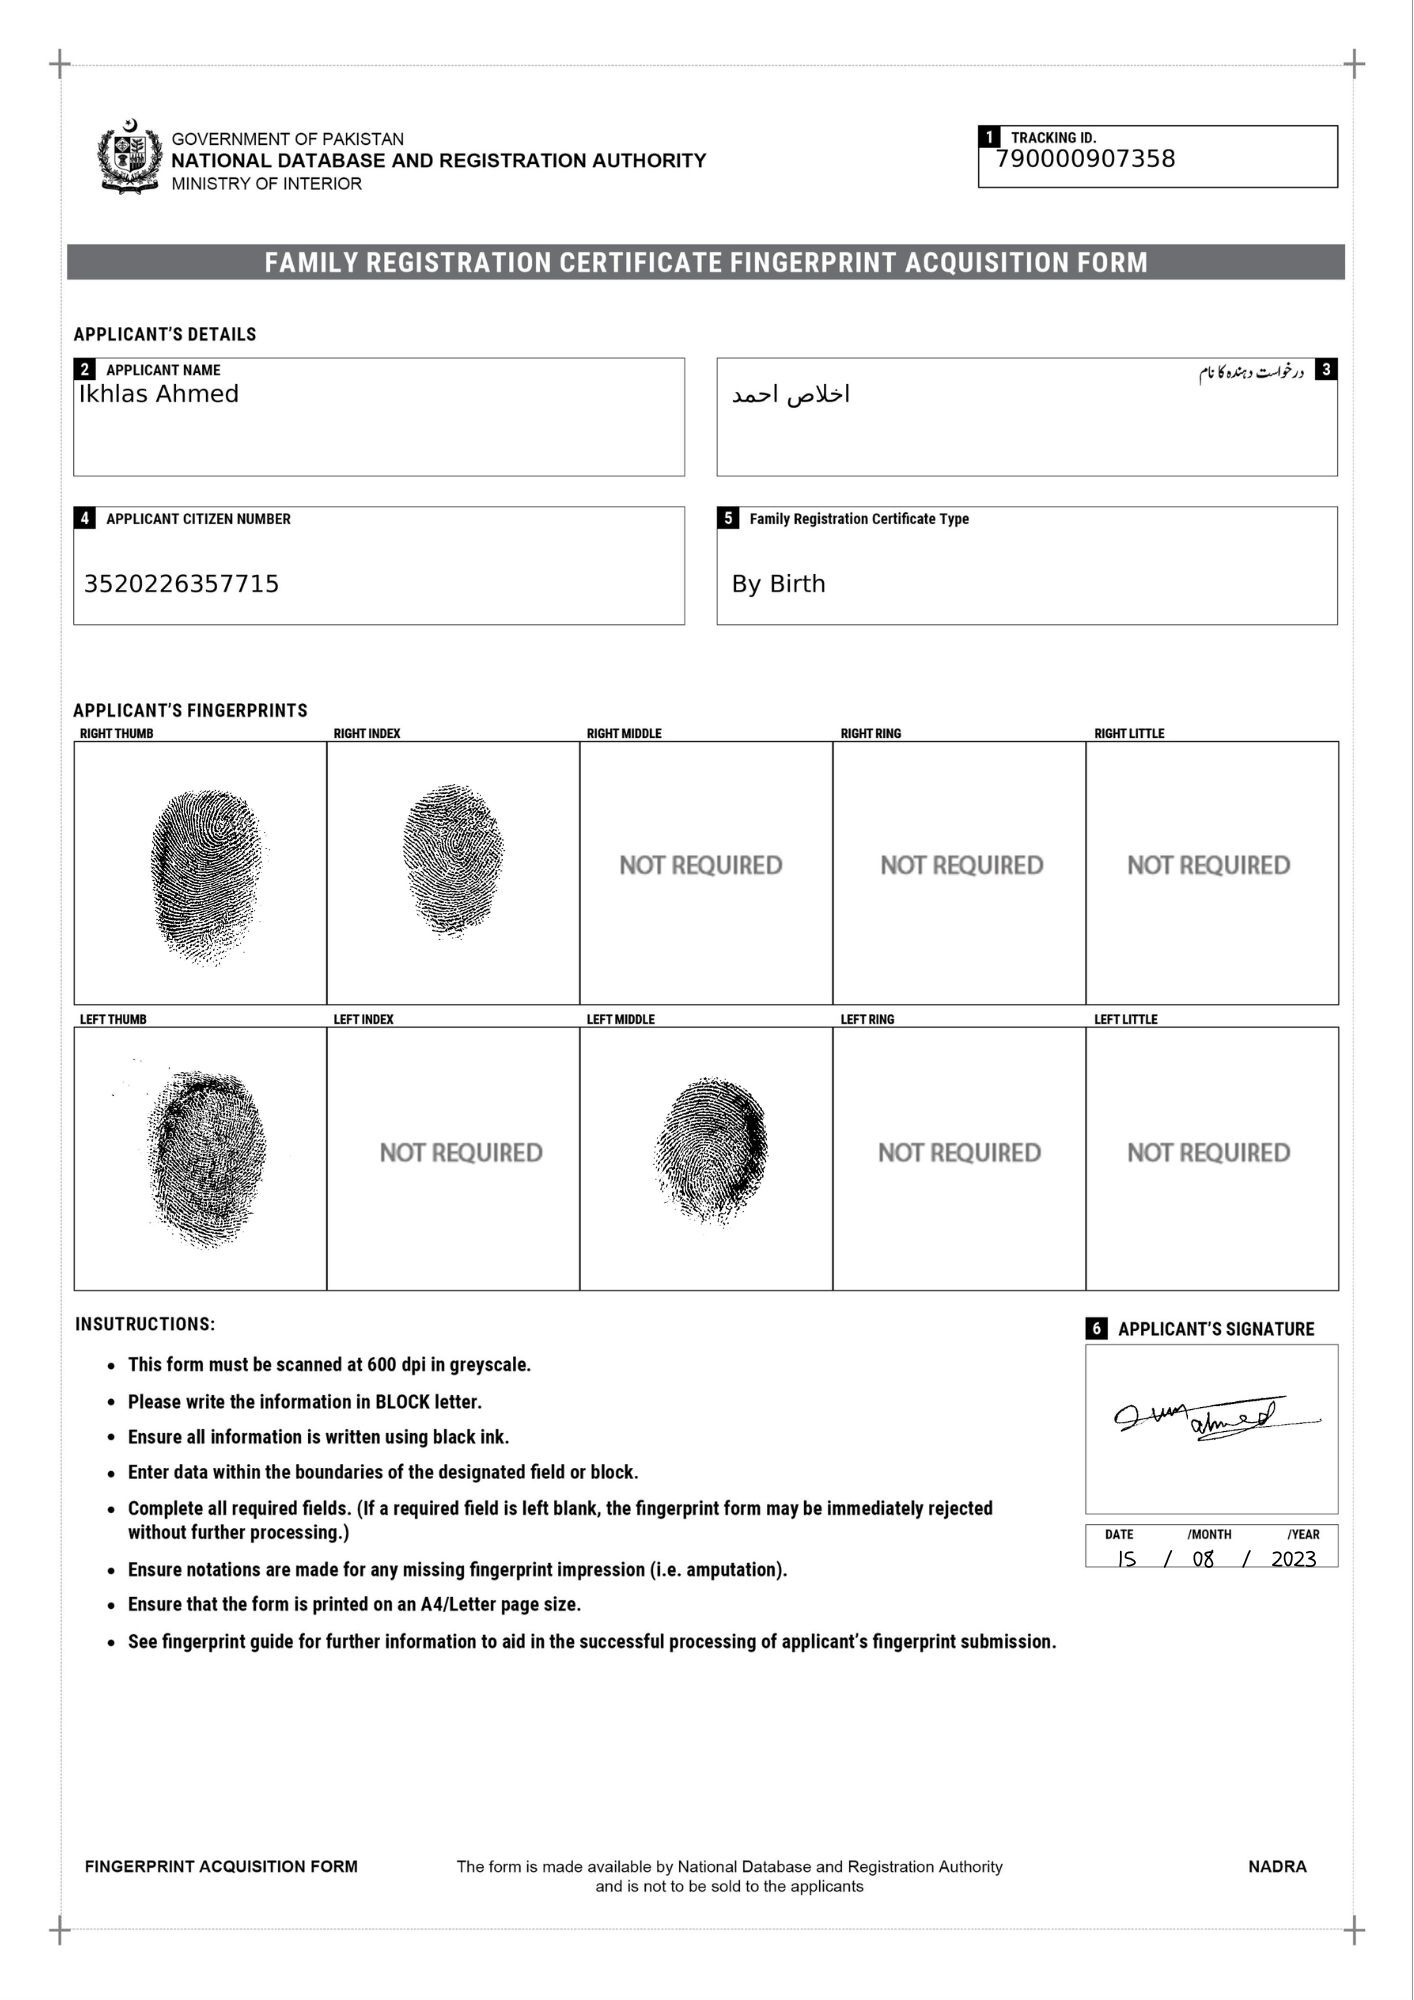 GOVERNMENT OF PAKISTAN
NATIONAL DATABASE AND REGISTRATION AUTHORITY
MINISTRY OF INTERIOR
1 TRACKING ID.
790000907358
FAMILY REGISTRATION CERTIFICATE FINGERPRINT ACQUISITION FORM
APPLICANT'S DETAILS
2 APPLICANT NAME
Ikhlas Ahmed
3 درخواست دہندہ کا نام
اخلاص احمد
4 APPLICANT CITIZEN NUMBER
3520226357715
5 Family Registration Certificate Type
By Birth
APPLICANT'S FINGERPRINTS
RIGHT THUMB RIGHT INDEX RIGHT MIDDLE RIGHT RING RIGHT LITTLE
NOT REQUIRED NOT REQUIRED NOT REQUIRED
LEFT THUMB LEFT INDEX LEFT MIDDLE LEFT RING LEFT LITTLE
NOT REQUIRED NOT REQUIRED NOT REQUIRED
INSUTRUCTIONS:
• This form must be scanned at 600 dpi in greyscale.
• Please write the information in BLOCK letter.
• Ensure all information is written using black ink.
• Enter data within the boundaries of the designated field or block.
• Complete all required fields. (If a required field is left blank, the fingerprint form may be immediately rejected
without further processing.)
• Ensure notations are made for any missing fingerprint impression (i.e. amputation).
• Ensure that the form is printed on an A4/Letter page size.
• See fingerprint guide for further information to aid in the successful processing of applicant's fingerprint submission.
6 APPLICANT'S SIGNATURE
ahmed
DATE /MONTH /YEAR
15 / 08 / 2023
FINGERPRINT ACQUISITION FORM
The form is made available by National Database and Registration Authority
and is not to be sold to the applicants
NADRA